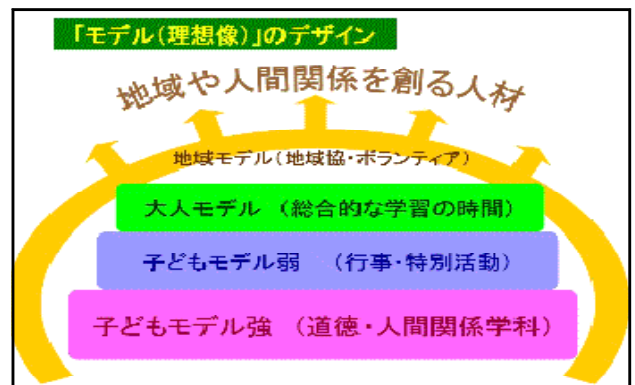 「モデル(理想像)」のデザイン
地域や人間関係を創る人材
地域モデル(地域協・ボランティア)
大人モデル (総合的な学習の時間)
子どもモデル弱 (行事・特別活動)
子どもモデル強 (道徳・人間関係学科)